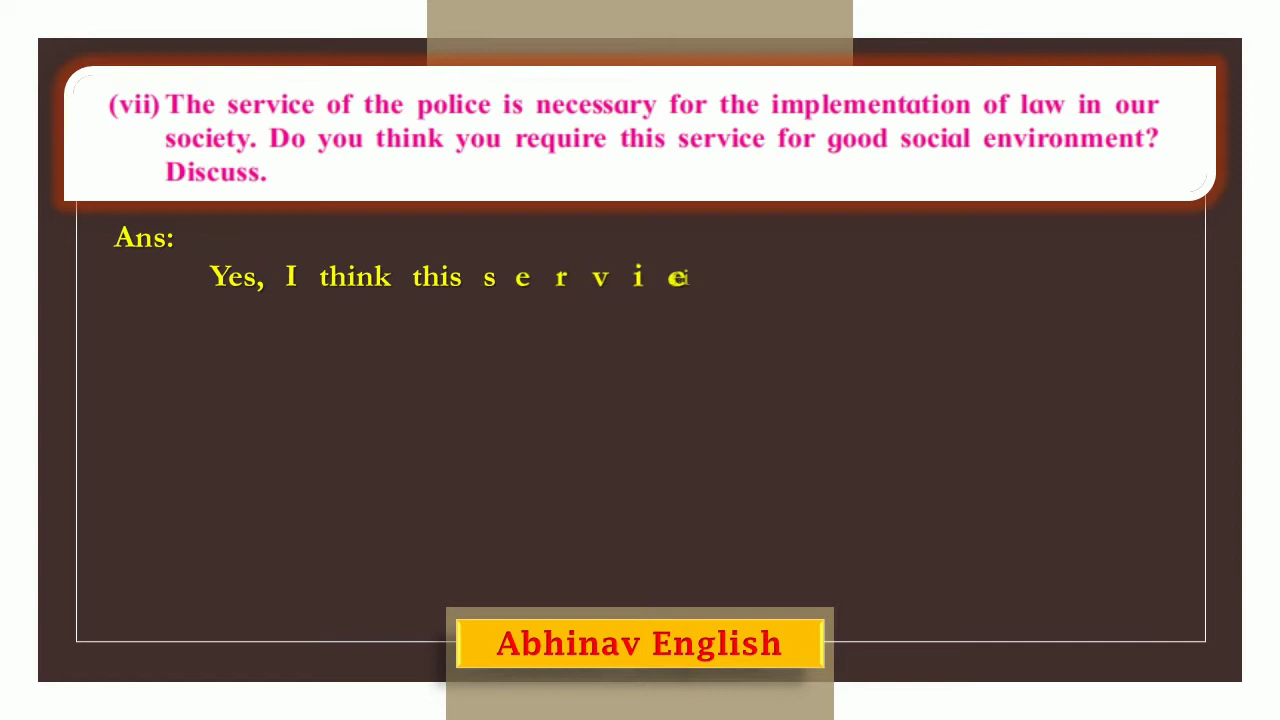 (vii) The service of the police is necessary for the implementation of law in our
society. Do you think you require this service for good social environment?
Discuss.
Ans:
Yes, I think this s e r v i
Abhinav English